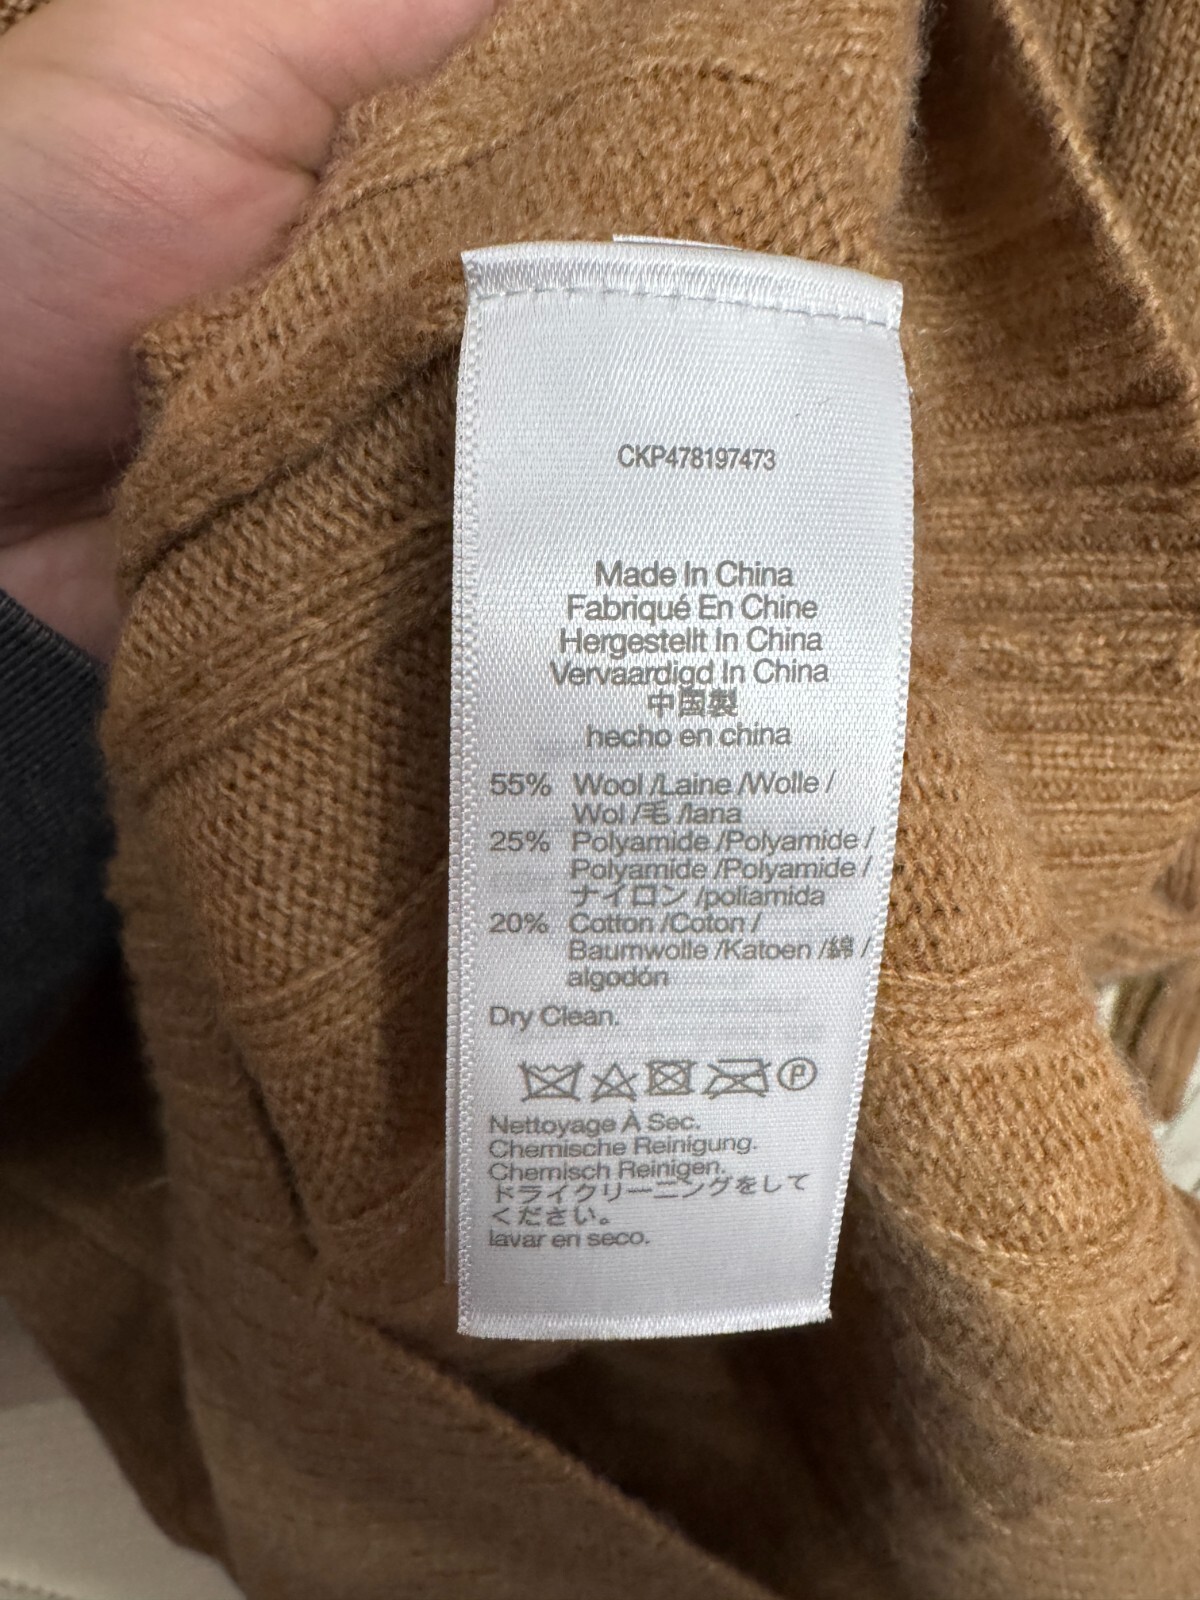 CKP478197473
Made In China
Fabriqué En Chine
Hergestellt In China
Vervaardigd In China
中国製
hecho en china
55% Wool /Laine /Wolle /
Wol /毛 /lana
25% Polyamide /Polyamide /
Polyamide /Polyamide /
ナイロン /poliamida
20% Cotton /Coton /
Baumwolle /Katoen /綿 /
algodón
Dry Clean.
P
Nettoyage À Sec.
Chemische Reinigung.
Chemisch Reinigen.
ドライクリーニングをして
ください。
lavar en seco.